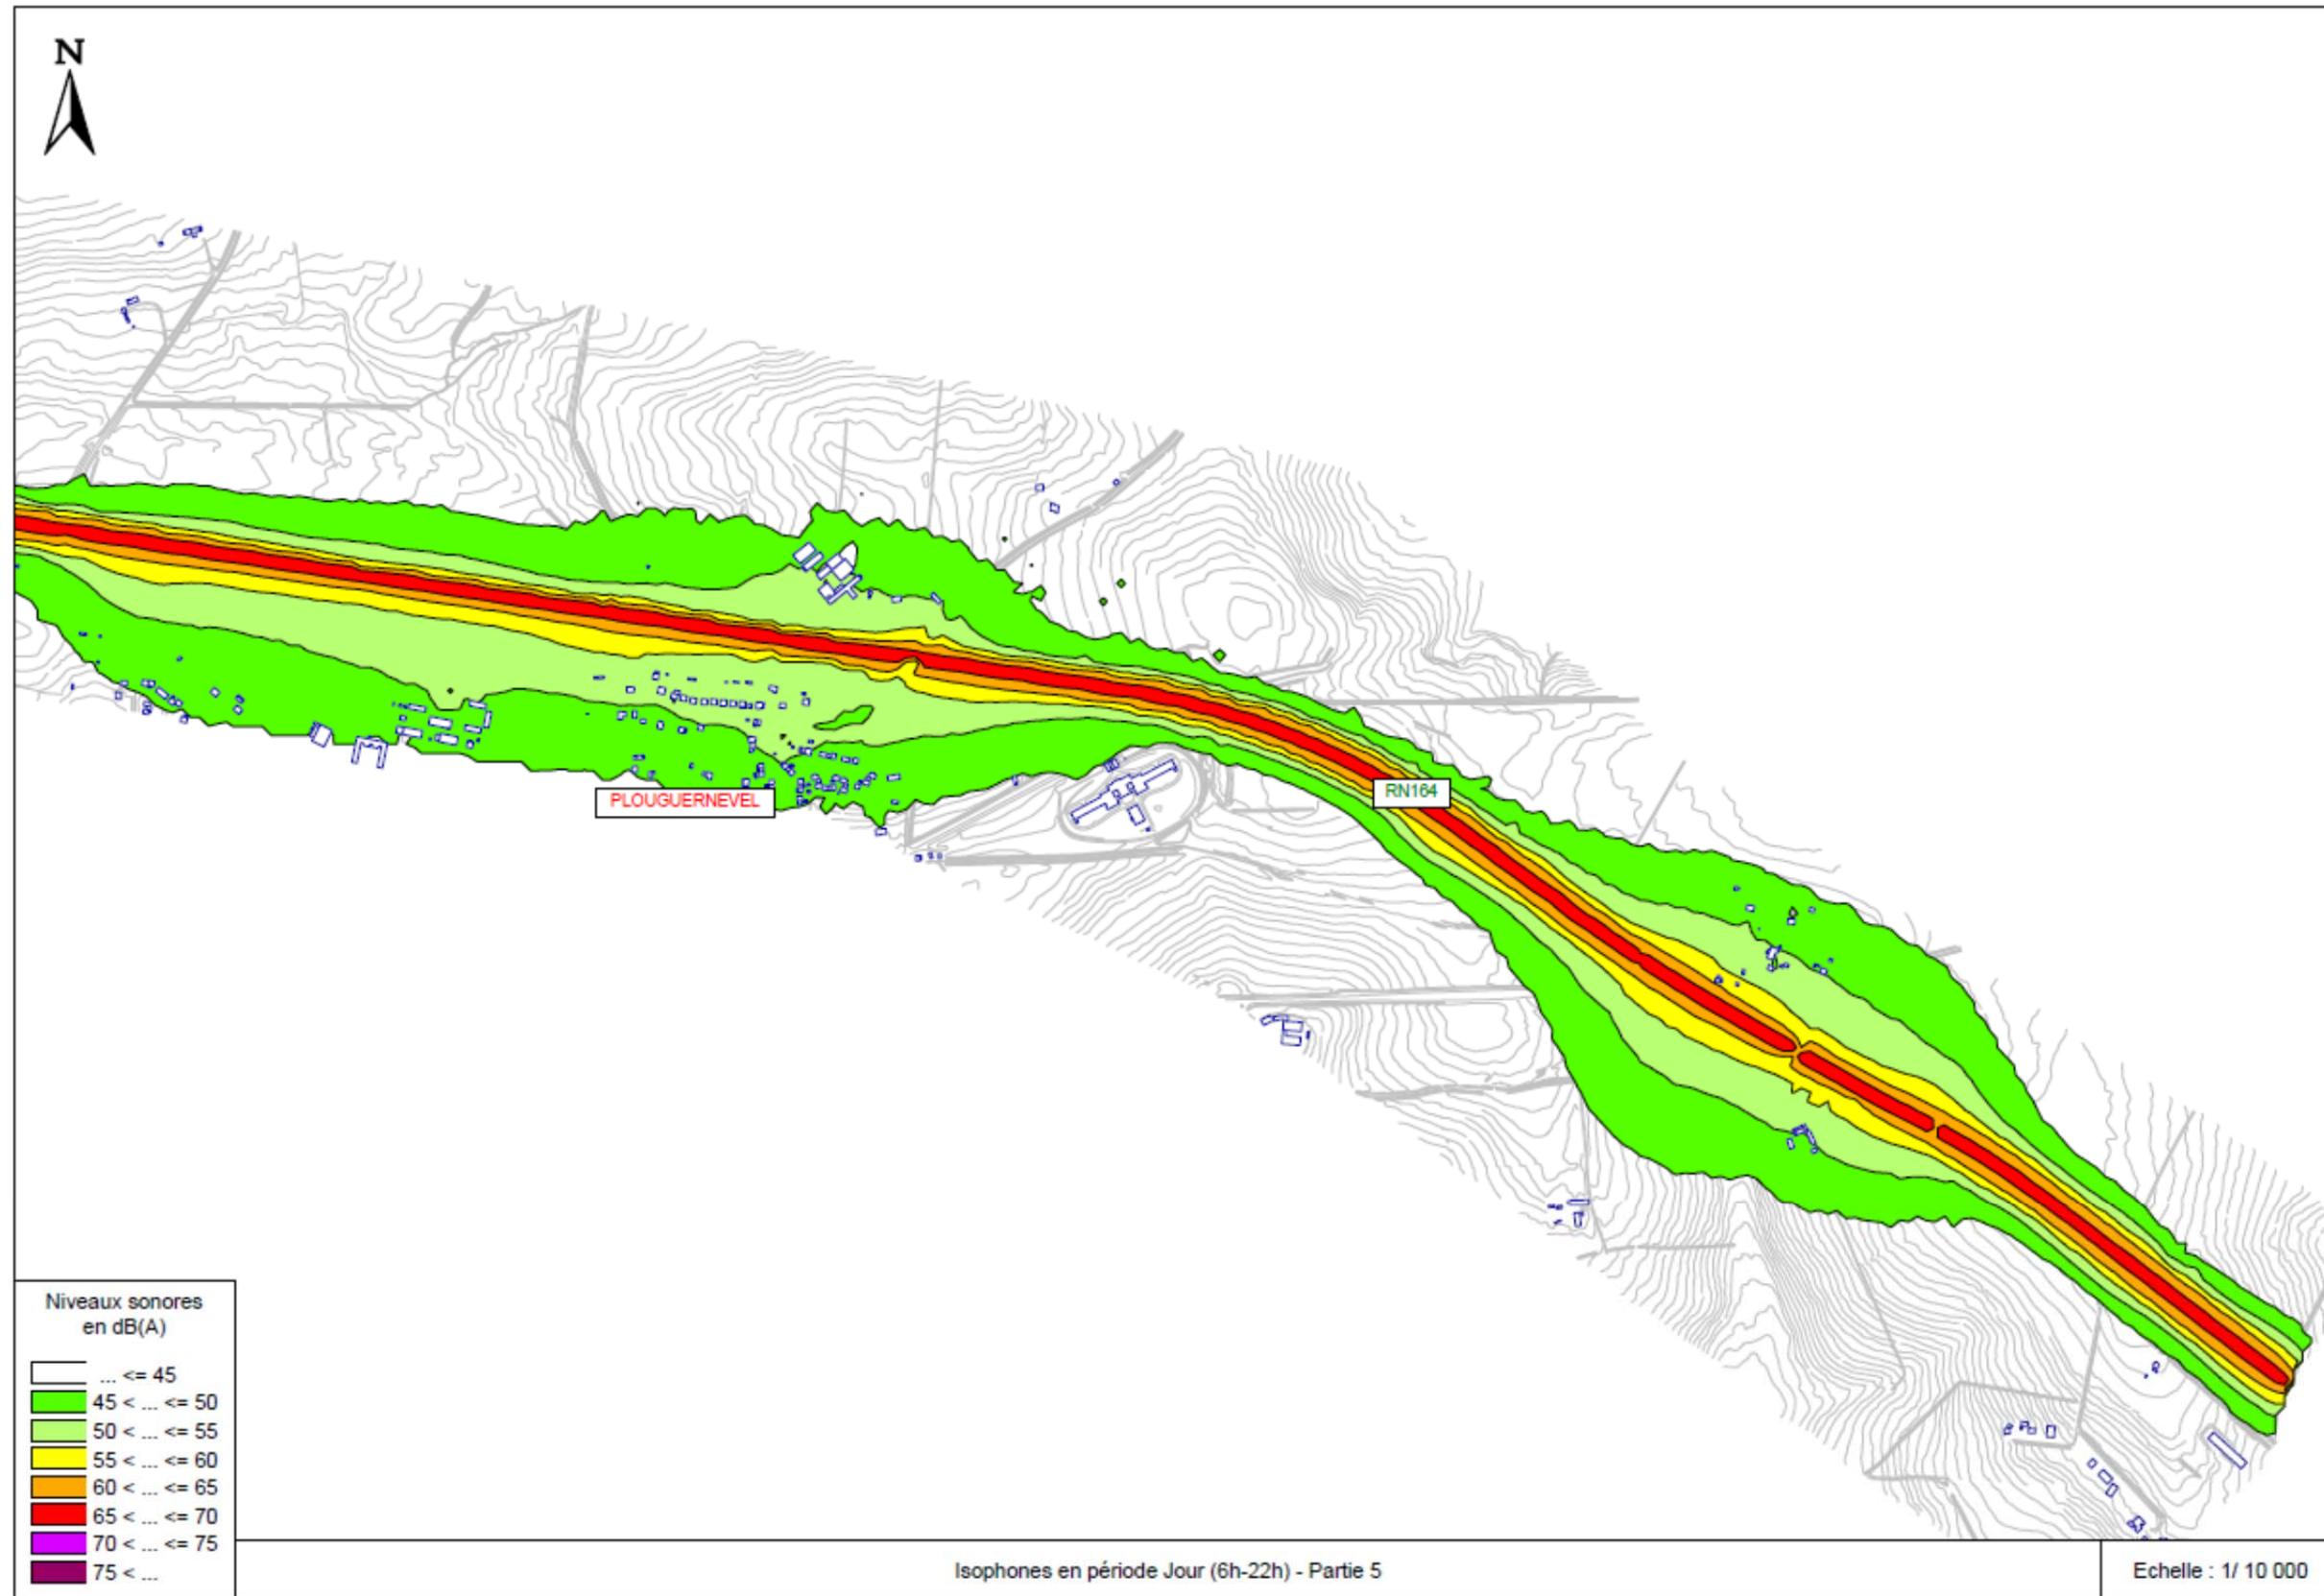 N
PLOUGUERNEVEL
RN164
Niveaux sonores
en dB(A)
... <= 45
45 < ... <= 50
50 < ... <= 55
55 < ... <= 60
60 < ... <= 65
65 < ... <= 70
70 < ... <= 75
75 < ...
Isophones en période Jour (6h-22h) - Partie 5
Echelle : 1/ 10 000